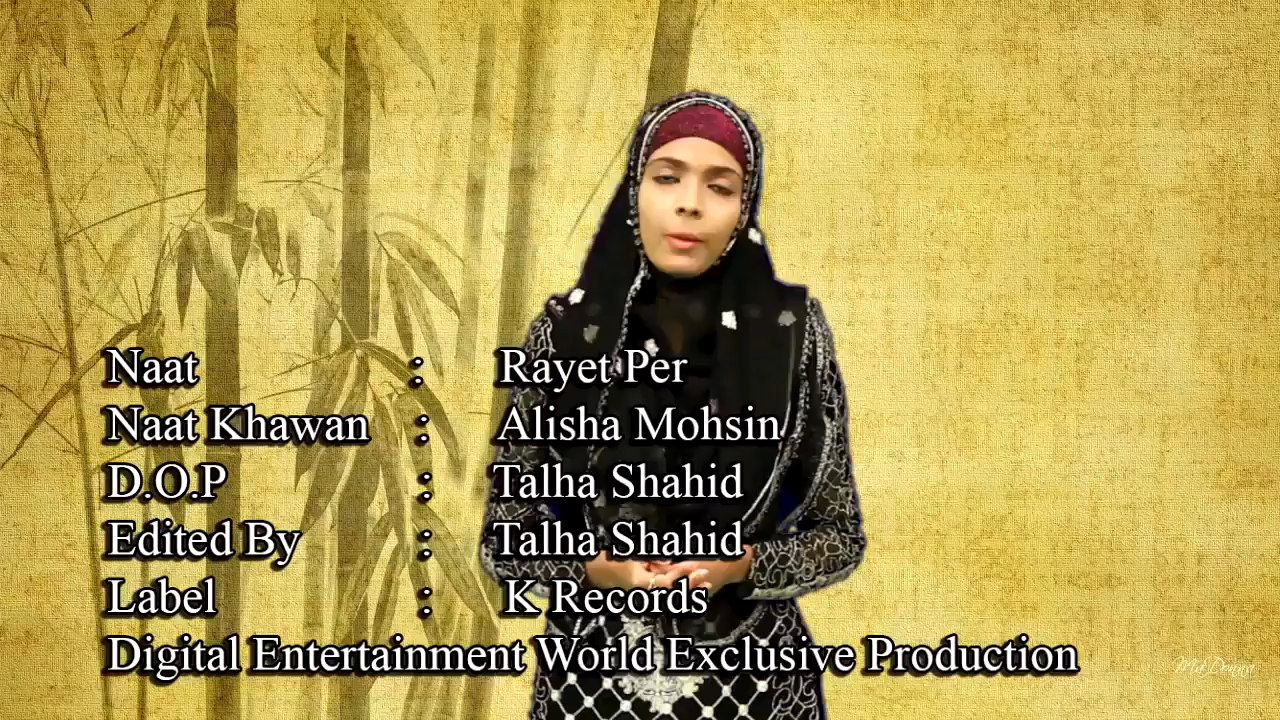 Naat : Rayet Per
Naat Khawan : Alisha Mohsin
D.O.P : Talha Shahid
Edited By : Talha Shahid
Label : K Records
Digital Entertainment World Exclusive Production